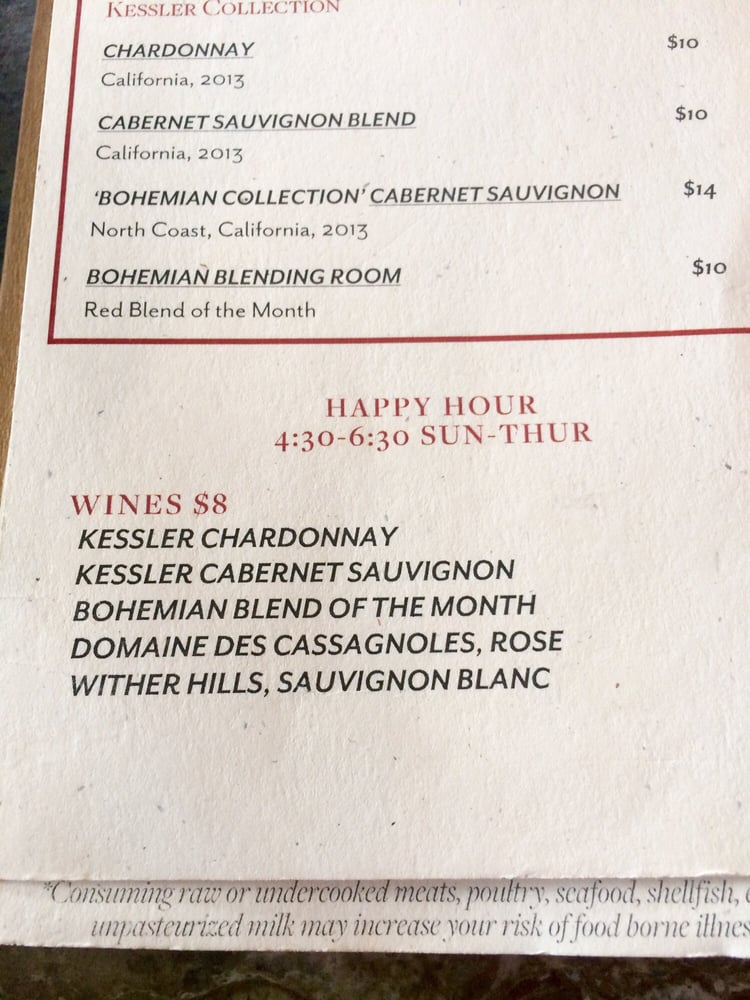 KESSLER COLLECTION
CHARDONNAY $10
California, 2013
CABERNET SAUVIGNON BLEND $10
California, 2013
'BOHEMIAN COLLECTION' CABERNET SAUVIGNON $14
North Coast, California, 2013
BOHEMIAN BLENDING ROOM $10
Red Blend of the Month
HAPPY HOUR
4:30-6:30 SUN-THUR
WINES $8
KESSLER CHARDONNAY
KESSLER CABERNET SAUVIGNON
BOHEMIAN BLEND OF THE MONTH
DOMAINE DES CASSAGNOLES, ROSE
WITHER HILLS, SAUVIGNON BLANC
*Consuming raw or undercooked meats, poultry, seafood, shellfish,
unpasteurized milk may increase your risk of food borne illnes